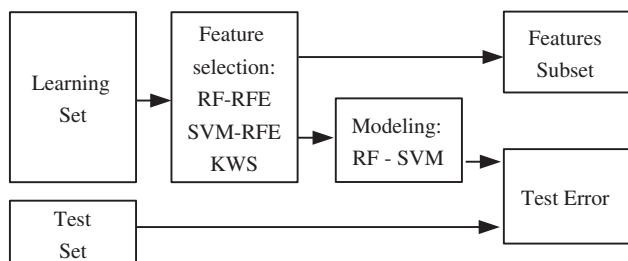 Learning
Set
Feature
selection:
RF-RFE
SVM-RFE
KWS
Features
Subset
Modeling:
RF - SVM
Test Error
Test
Set